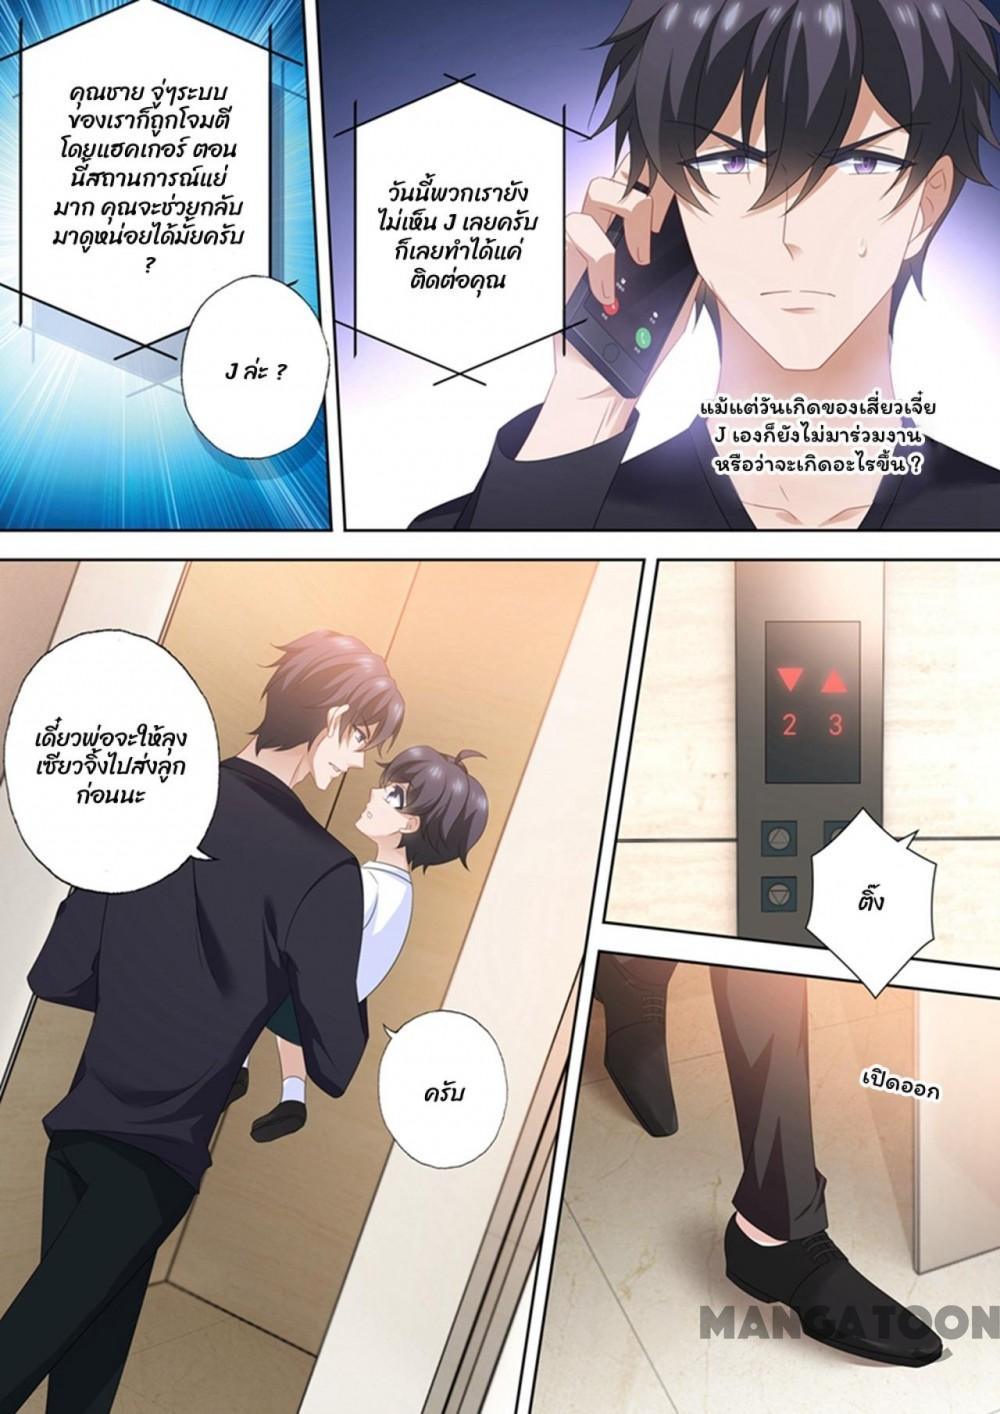 คุณชาย จู่ๆระบบ
ของเราก็ถูกโจมตี
โดยแฮคเกอร์ ตอน
นี้สถานการณ์แย่
มาก คุณจะช่วยกลับ
มาดูหน่อยได้มั้ยครับ
?
J ล่ะ ?
วันนี้พวกเรายัง
ไม่เห็น J เลยครับ
ก็เลยทำได้แค่
ติดต่อคุณ
แม้แต่วันเกิดของเสี่ยวเจี๋ย
J เองก็ยังไม่มาร่วมงาน
หรือว่าจะเกิดอะไรขึ้น ?
เดี๋ยวพ่อจะให้ลุง
เซียวจิ้งไปส่งลูก
ก่อนนะ
ครับ
2 3
ติ๊ง
เปิดออก
MANGATOON